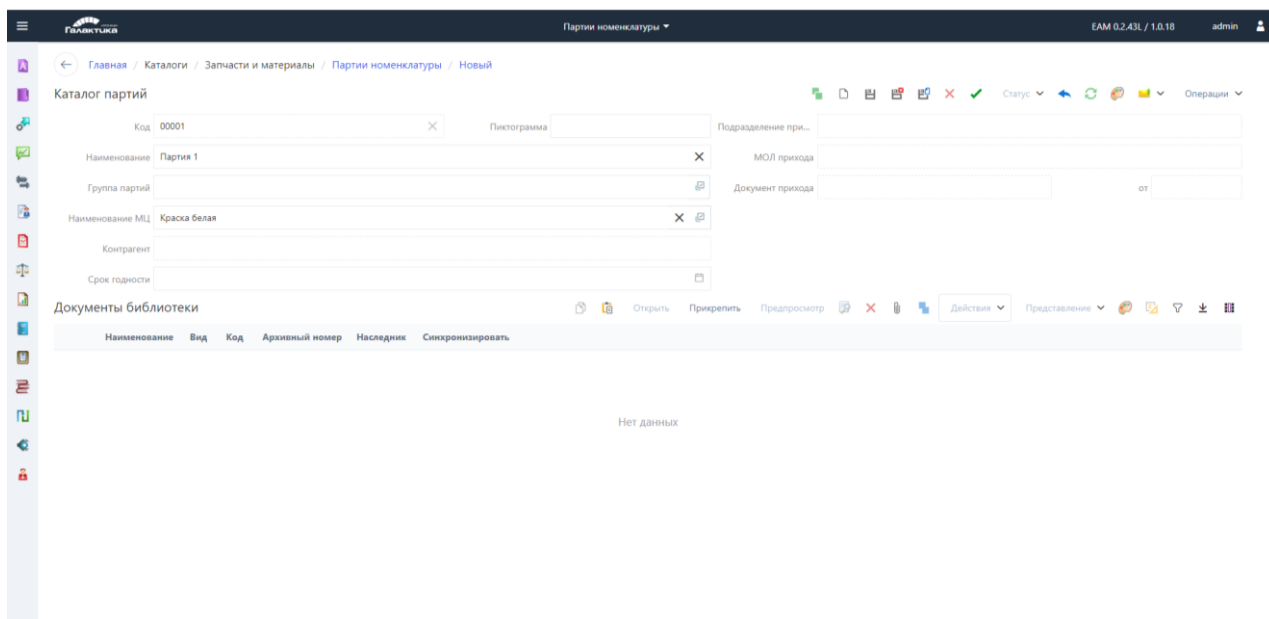 Галактика
Партии номенклатуры
EAM 0.2.43L / 1.0.18
admin
Главная / Каталоги / Запчасти и материалы / Партии номенклатуры / Новый
Каталог партий
Статус
Операции
Код 00001
Пиктограмма
Подразделение при...
Наименование Партия 1
МОЛ прихода
Группа партий
Документ прихода
от
Наименование МЦ Краска белая
Контрагент
Срок годности
Документы библиотеки
Открыть
Прикрепить
Предпросмотр
Действия
Представление
Наименование Вид Код Архивный номер Наследник Синхронизировать
Нет данных